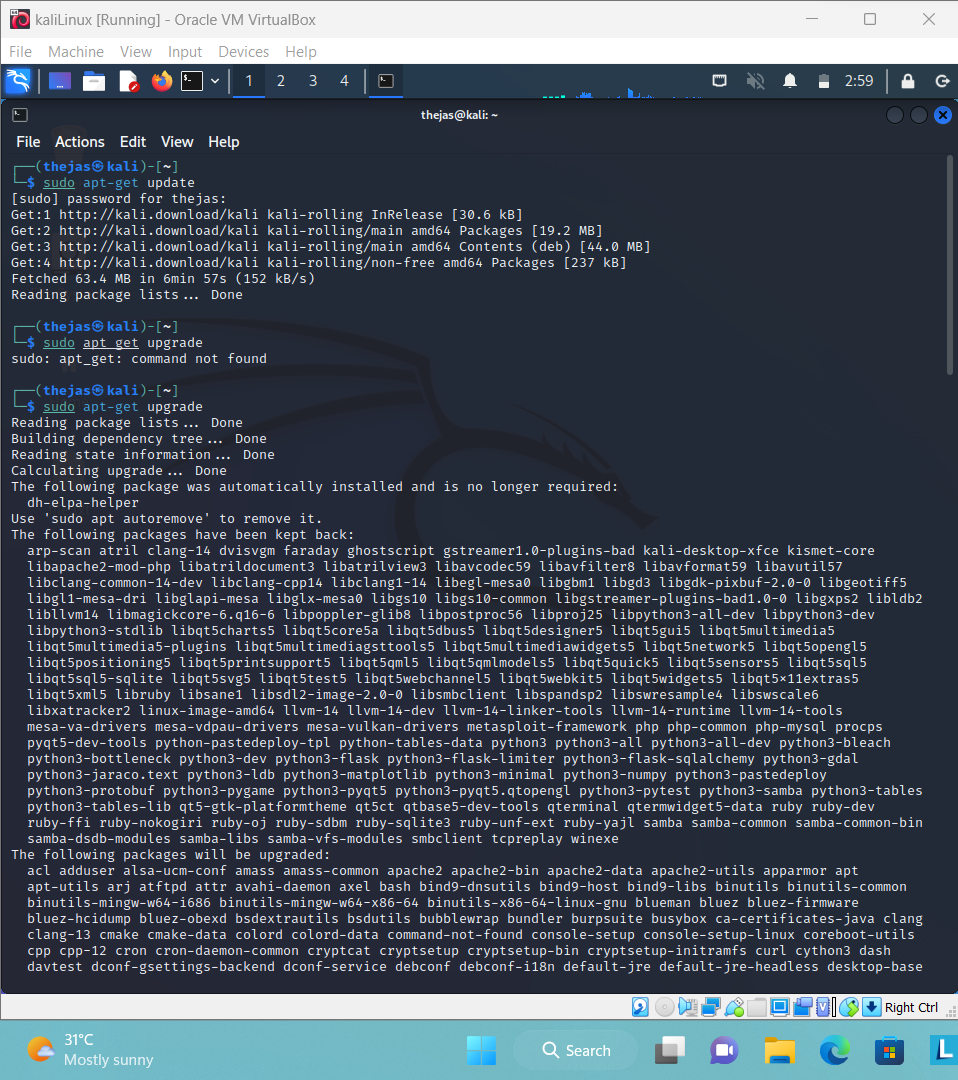 kaliLinux [Running] - Oracle VM VirtualBox
File Machine View Input Devices Help
1 2 3 4 2:59
thejas@kali: ~
File Actions Edit View Help
┌──(thejas㉿kali)-[~]
└─$ sudo apt-get update
[sudo] password for thejas:
Get:1 http://kali.download/kali kali-rolling InRelease [30.6 kB]
Get:2 http://kali.download/kali kali-rolling/main amd64 Packages [19.2 MB]
Get:3 http://kali.download/kali kali-rolling/main amd64 Contents (deb) [44.0 MB]
Get:4 http://kali.download/kali kali-rolling/non-free amd64 Packages [237 kB]
Fetched 63.4 MB in 6min 57s (152 kB/s)
Reading package lists... Done
┌──(thejas㉿kali)-[~]
└─$ sudo apt_get upgrade
sudo: apt_get: command not found
┌──(thejas㉿kali)-[~]
└─$ sudo apt-get upgrade
Reading package lists... Done
Building dependency tree... Done
Reading state information... Done
Calculating upgrade... Done
The following package was automatically installed and is no longer required:
dh-elpa-helper
Use 'sudo apt autoremove' to remove it.
The following packages have been kept back:
arp-scan atril clang-14 dvisvgm faraday ghostscript gstreamer1.0-plugins-bad kali-desktop-xfce kismet-core
libapache2-mod-php libatrildocument3 libatrilview3 libavcodec59 libavfilter8 libavformat59 libavutil57
libclang-common-14-dev libclang-cpp14 libclang1-14 libegl-mesa0 libgbm1 libgd3 libgdk-pixbuf-2.0-0 libgeotiff5
libgl1-mesa-dri libglapi-mesa libglx-mesa0 libgs10 libgs10-common libgstreamer-plugins-bad1.0-0 libgxps2 libldb2
libllvm14 libmagickcore-6.q16-6 libpoppler-glib8 libpostproc56 libproj25 libpython3-all-dev libpython3-dev
libpython3-stdlib libqt5charts5 libqt5core5a libqt5dbus5 libqt5designer5 libqt5gui5 libqt5multimedia5
libqt5multimedia5-plugins libqt5multimediagsttools5 libqt5multimediawidgets5 libqt5network5 libqt5opengl5
libqt5positioning5 libqt5printsupport5 libqt5qml5 libqt5qmlmodels5 libqt5quick5 libqt5sensors5 libqt5sql5
libqt5sql5-sqlite libqt5svg5 libqt5test5 libqt5webchannel5 libqt5webkit5 libqt5widgets5 libqt5x11extras5
libqt5xml5 libruby libsane1 libsdl2-image-2.0-0 libsmbclient libspandsp2 libswresample4 libswscale6
libxatracker2 linux-image-amd64 llvm-14 llvm-14-dev llvm-14-linker-tools llvm-14-runtime llvm-14-tools
mesa-va-drivers mesa-vdpau-drivers mesa-vulkan-drivers metasploit-framework php php-common php-mysql procps
pyqt5-dev-tools python-pastedeploy-tpl python-tables-data python3 python3-all python3-all-dev python3-bleach
python3-bottleneck python3-dev python3-flask python3-flask-limiter python3-flask-sqlalchemy python3-gdal
python3-jaraco.text python3-ldb python3-matplotlib python3-minimal python3-numpy python3-pastedeploy
python3-protobuf python3-pygame python3-pyqt5 python3-pyqt5.qtopengl python3-pytest python3-samba python3-tables
python3-tables-lib qt5-gtk-platformtheme qt5ct qtbase5-dev-tools qterminal qtermwidget5-data ruby ruby-dev
ruby-ffi ruby-nokogiri ruby-oj ruby-sdbm ruby-sqlite3 ruby-unf-ext ruby-yajl samba samba-common samba-common-bin
samba-dsdb-modules samba-libs samba-vfs-modules smbclient tcpreplay winexe
The following packages will be upgraded:
acl adduser alsa-ucm-conf amass amass-common apache2 apache2-bin apache2-data apache2-utils apparmor apt
apt-utils arj atftpd attr avahi-daemon axel bash bind9-dnsutils bind9-host bind9-libs binutils binutils-common
binutils-mingw-w64-i686 binutils-mingw-w64-x86-64 binutils-x86-64-linux-gnu blueman bluez bluez-firmware
bluez-hcidump bluez-obexd bsdextrautils bsdutils bubblewrap bundler burpsuite busybox ca-certificates-java clang
clang-13 cmake cmake-data colord colord-data command-not-found console-setup console-setup-linux coreboot-utils
cpp cpp-12 cron cron-daemon-common cryptcat cryptsetup cryptsetup-bin cryptsetup-initramfs curl cython3 dash
davtest dconf-gsettings-backend dconf-service debconf debconf-i18n default-jre default-jre-headless desktop-base
Right Ctrl
31°C
Mostly sunny
Search